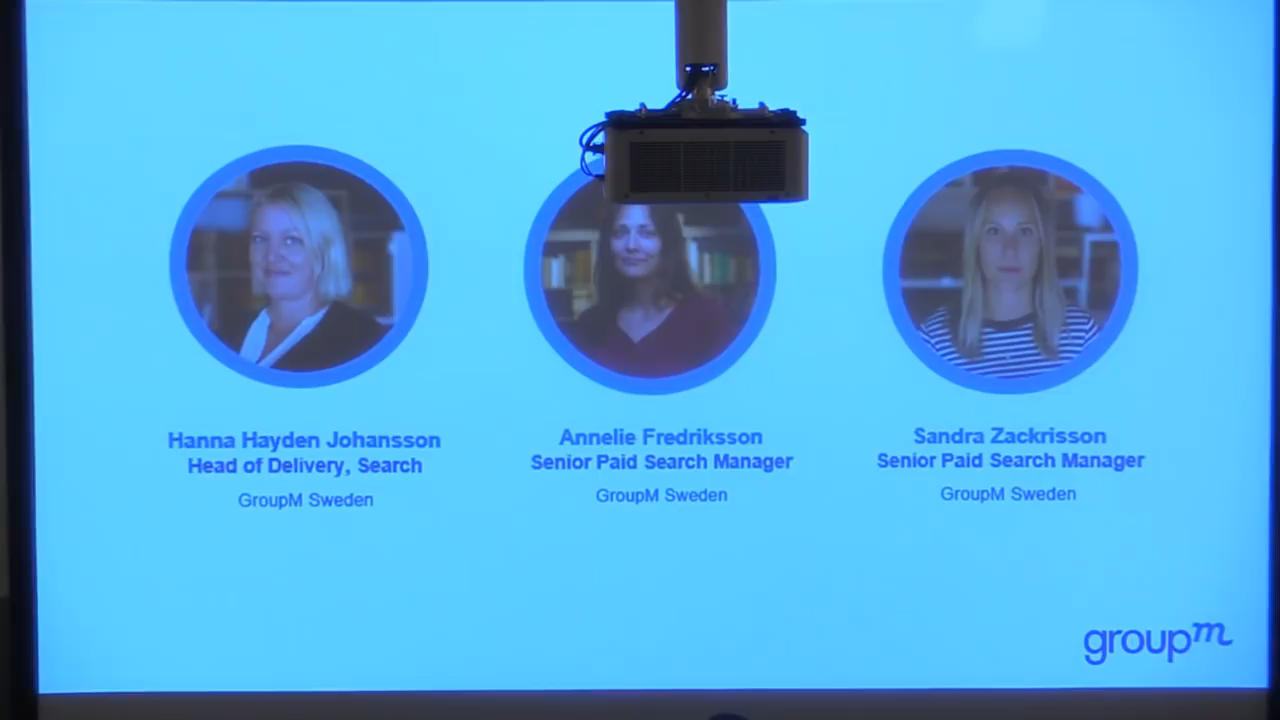 Hanna Hayden Johansson
Head of Delivery, Search
GroupM Sweden
Annelie Fredriksson
Senior Paid Search Manager
GroupM Sweden
Sandra Zackrisson
Senior Paid Search Manager
GroupM Sweden
groupm